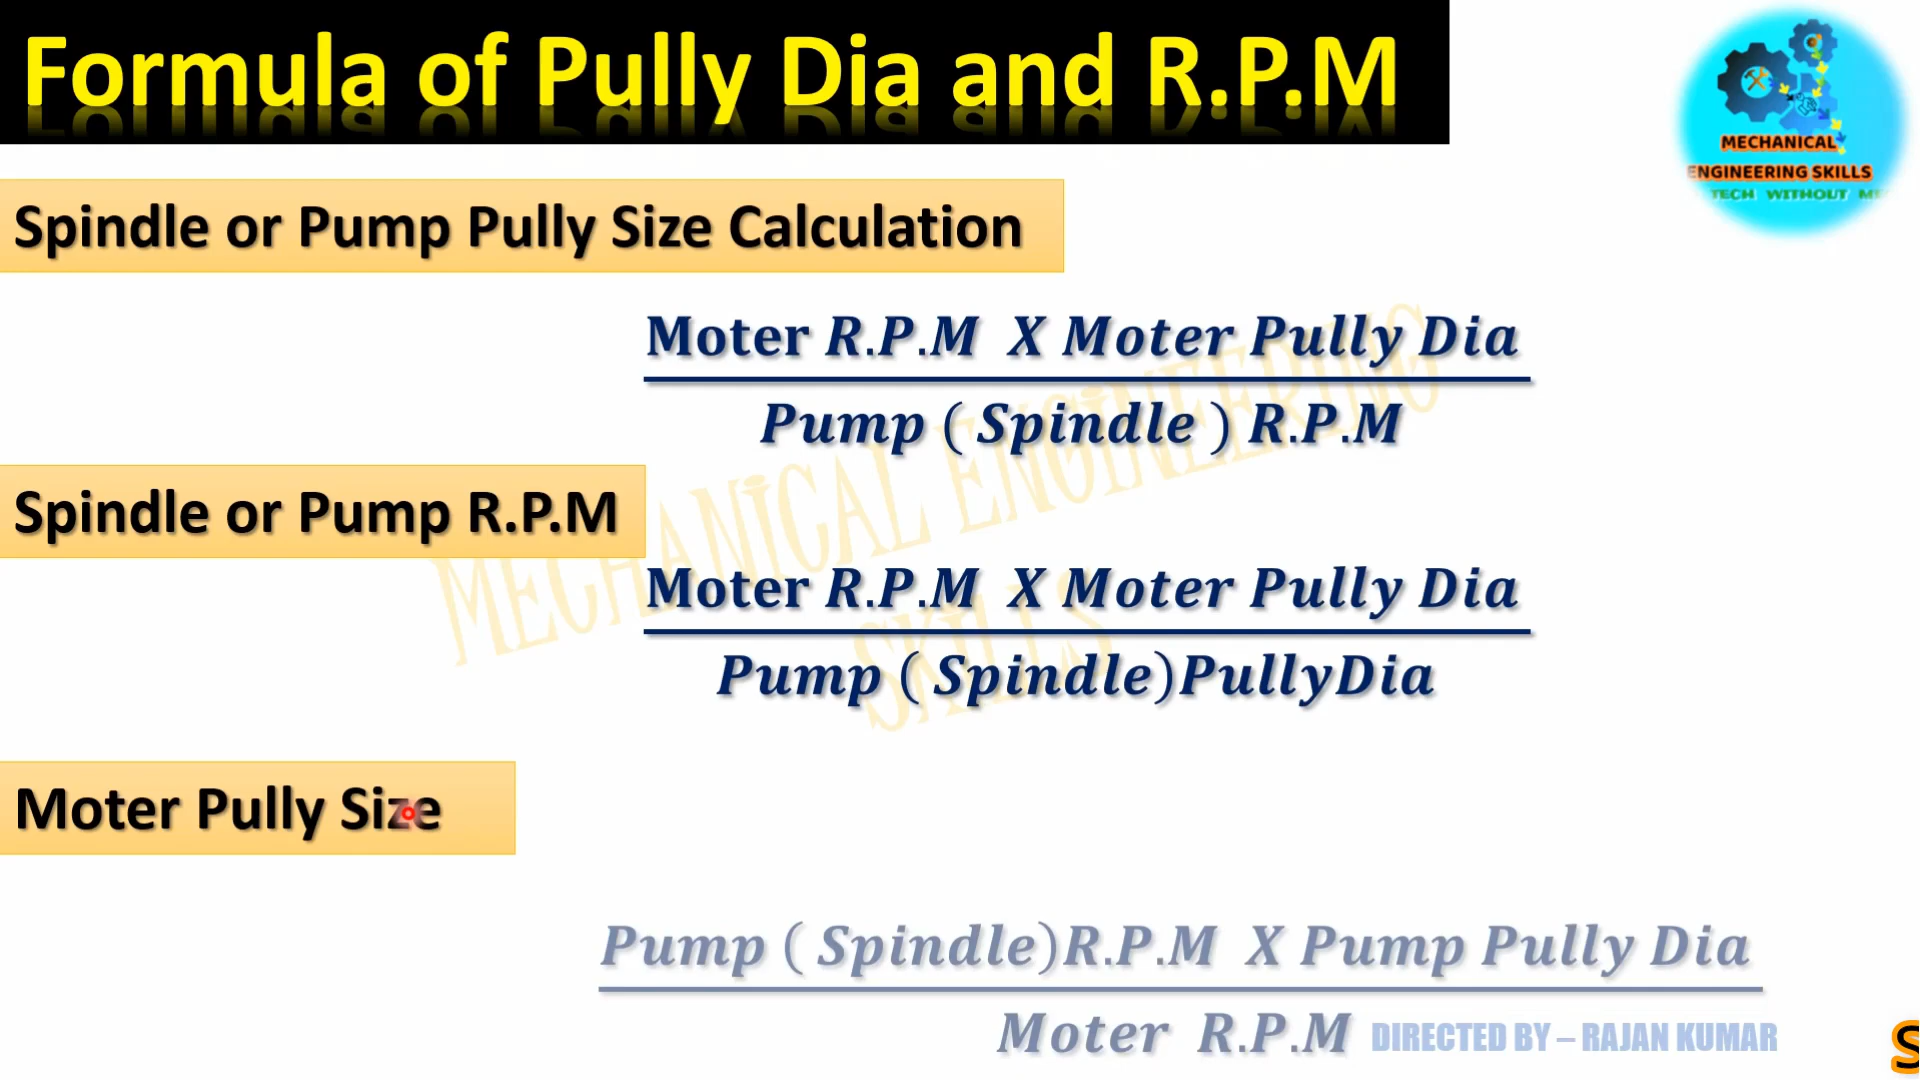 Formula of Pully Dia and R.P.M
MECHANICAL
ENGINEERING SKILLS
TECH WITHOUT
Spindle or Pump Pully Size Calculation
Moter R.P.M X Moter Pully Dia
Pump ( Spindle ) R.P.M
Spindle or Pump R.P.M
Moter R.P.M X Moter Pully Dia
Pump ( Spindle)PullyDia
MECHANICAL ENGINEERING
SKILLS
Moter Pully Size
Pump ( Spindle)R.P.M X Pump Pully Dia
Moter R.P.M
DIRECTED BY – RAJAN KUMAR